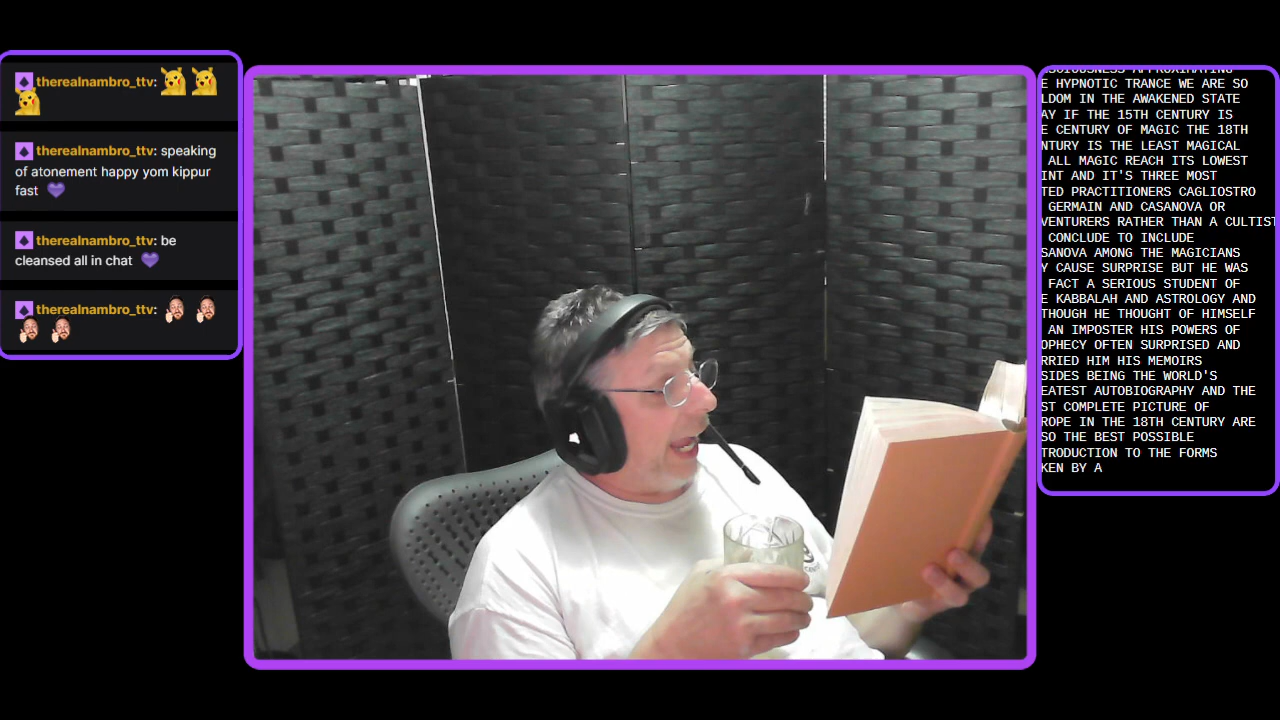 therealnambro_ttv:
therealnambro_ttv: speaking
of atonement happy yom kippur
fast
therealnambro_ttv: be
cleansed all in chat
therealnambro_ttv:
E HYPNOTIC TRANCE WE ARE SO
LDOM IN THE AWAKENED STATE
AY IF THE 15TH CENTURY IS
E CENTURY OF MAGIC THE 18TH
NTURY IS THE LEAST MAGICAL
ALL MAGIC REACH ITS LOWEST
INT AND IT'S THREE MOST
TED PRACTITIONERS CAGLIOSTRO
GERMAIN AND CASANOVA OR
VENTURERS RATHER THAN A CULTIST
CONCLUDE TO INCLUDE
SANOVA AMONG THE MAGICIANS
Y CAUSE SURPRISE BUT HE WAS
FACT A SERIOUS STUDENT OF
E KABBALAH AND ASTROLOGY AND
THOUGH HE THOUGHT OF HIMSELF
AN IMPOSTER HIS POWERS OF
OPHECY OFTEN SURPRISED AND
RRIED HIM HIS MEMOIRS
SIDES BEING THE WORLD'S
EATEST AUTOBIOGRAPHY AND THE
ST COMPLETE PICTURE OF
ROPE IN THE 18TH CENTURY ARE
SO THE BEST POSSIBLE
TRODUCTION TO THE FORMS
KEN BY A